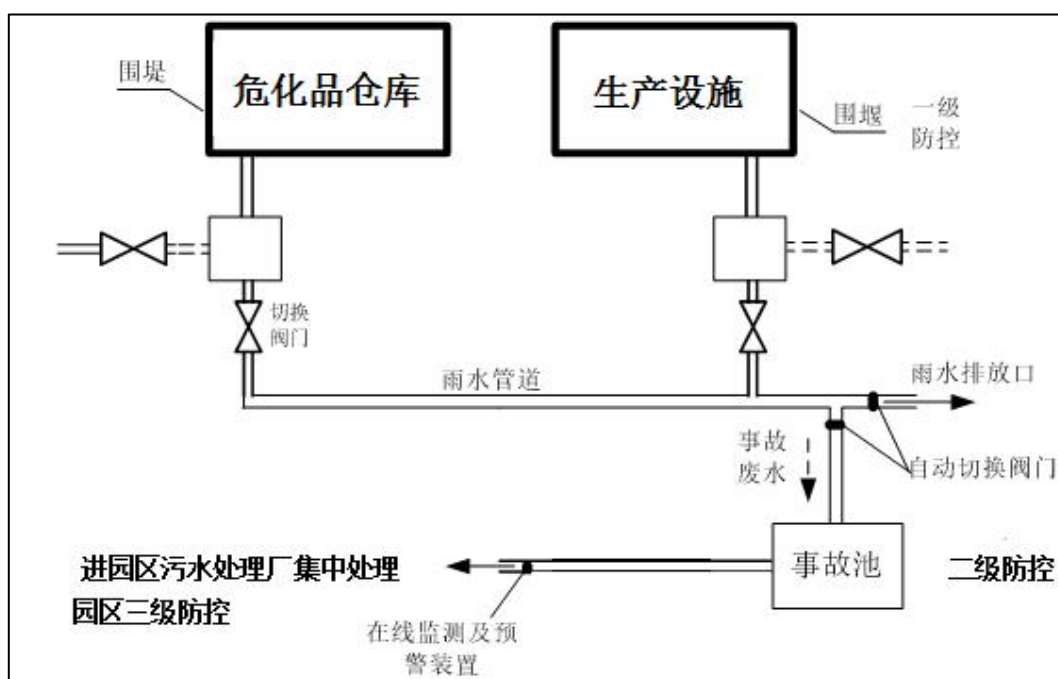 围堤
危化品仓库
生产设施
围堰
一级
防控
切换
阀门
雨水管道
雨水排放口
事故
废水
自动切换阀门
进园区污水处理厂集中处理
园区三级防控
事故池
二级防控
在线监测及预
警装置